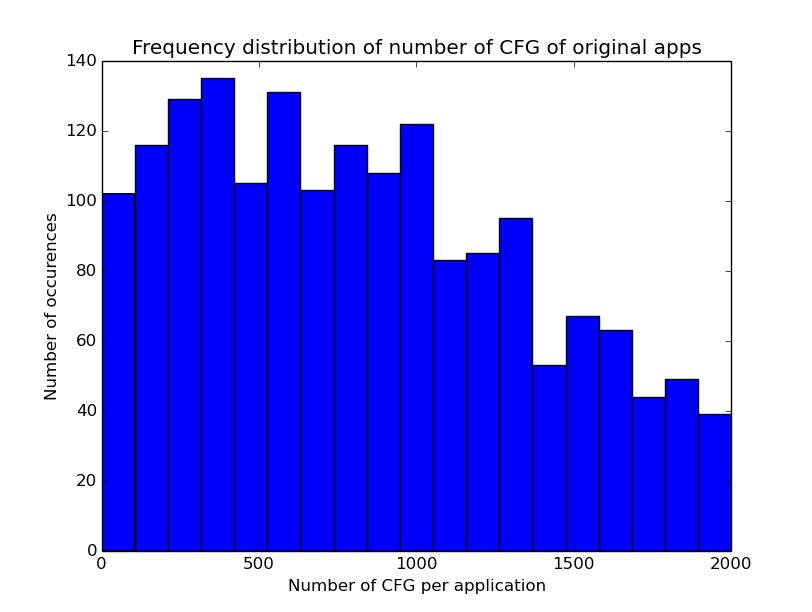 Frequency distribution of number of CFG of original apps
140
120
100
80
60
40
20
0
Number of occurences
0 500 1000 1500 2000
Number of CFG per application